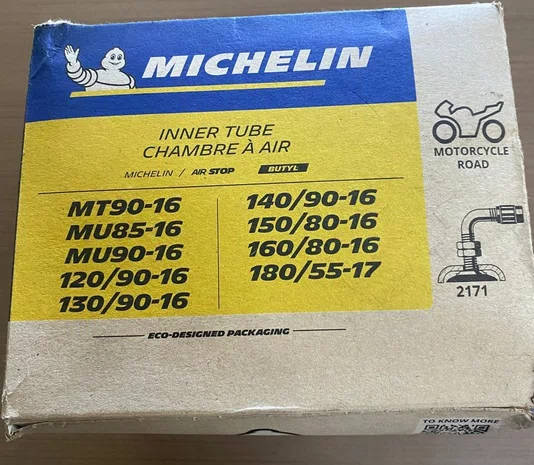 MICHELIN
INNER TUBE
CHAMBRE À AIR
MICHELIN / AIR STOP BUTYL
MT90-16
MU85-16
MU90-16
120/90-16
130/90-16
140/90-16
150/80-16
160/80-16
180/55-17
ECO-DESIGNED PACKAGING
MOTORCYCLE
ROAD
2171
TO KNOW MORE